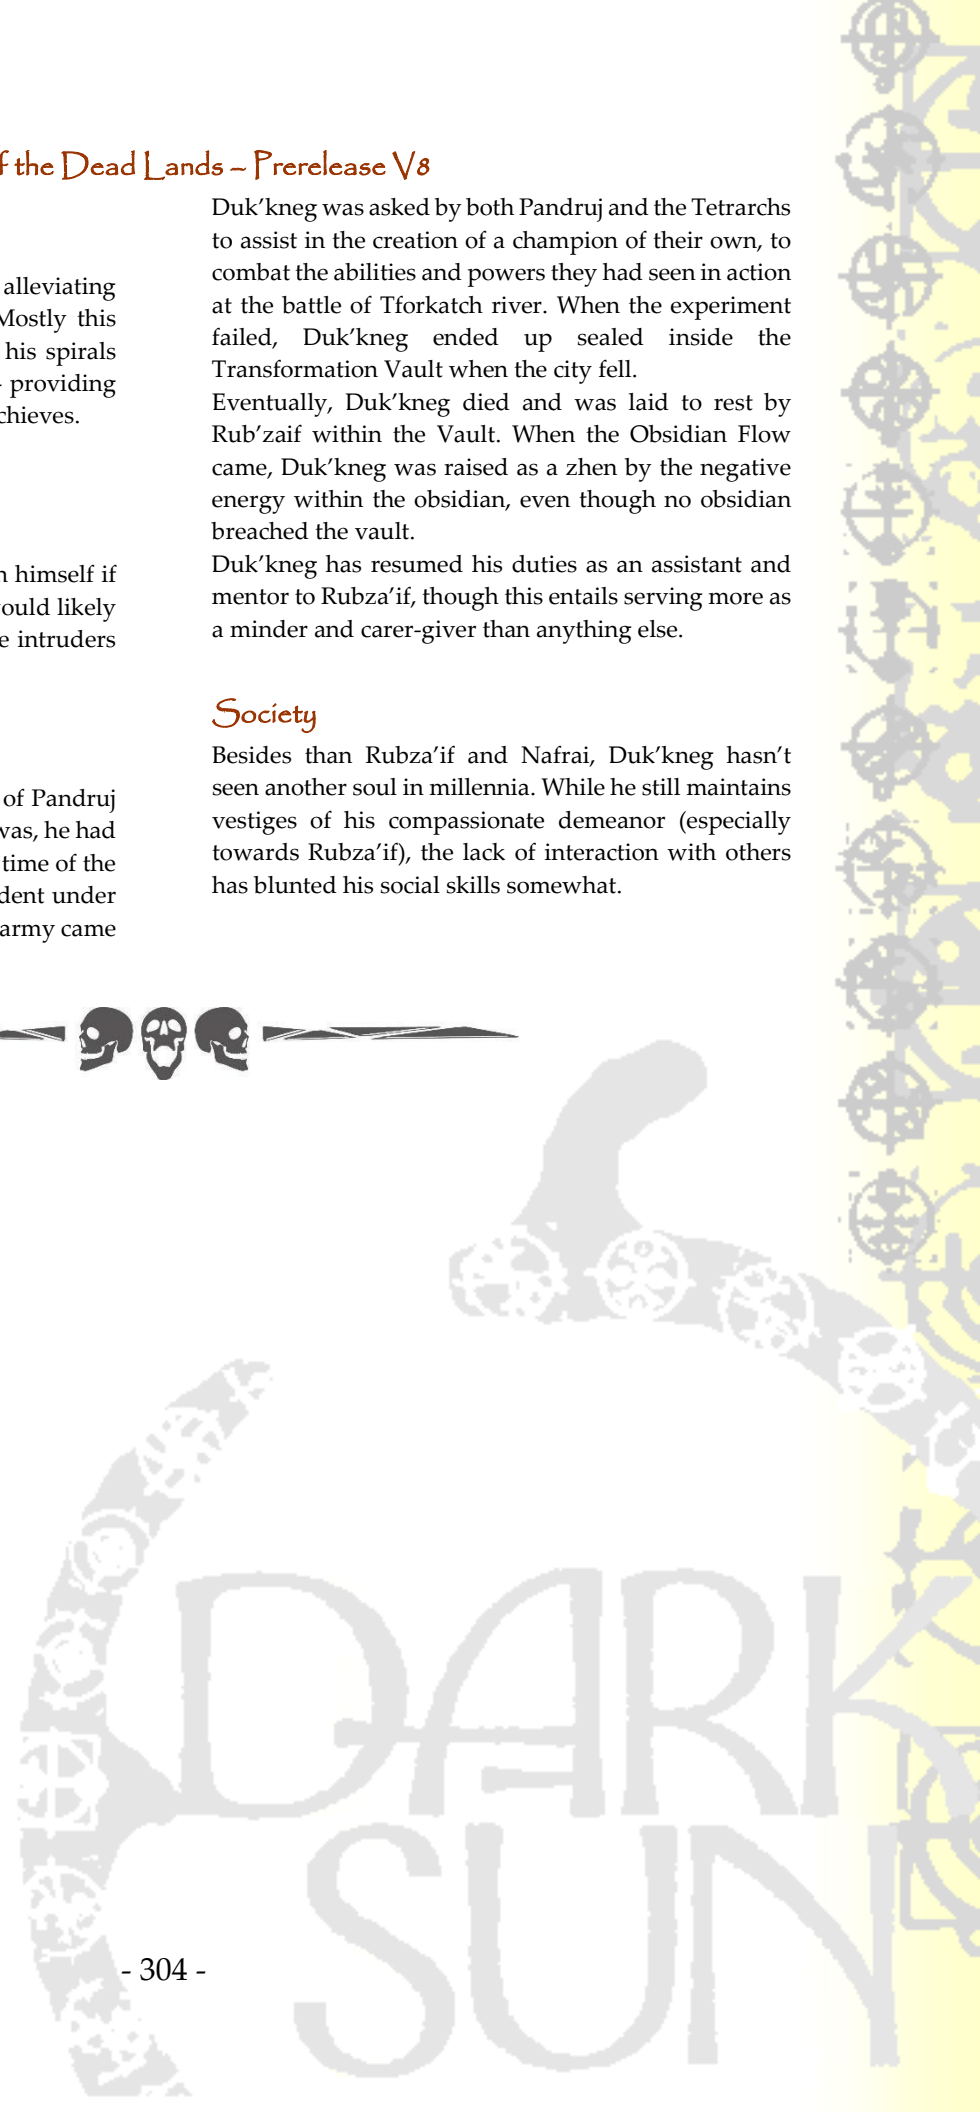 f the Dead Lands – Prerelease V8
alleviating
Mostly this
his spirals
– providing
chieves.
n himself if
would likely
e intruders
of Pandruj
was, he had
time of the
dent under
army came
Duk’kneg was asked by both Pandruj and the Tetrarchs
to assist in the creation of a champion of their own, to
combat the abilities and powers they had seen in action
at the battle of Tforkatch river. When the experiment
failed, Duk’kneg ended up sealed inside the
Transformation Vault when the city fell.
Eventually, Duk’kneg died and was laid to rest by
Rub’zaif within the Vault. When the Obsidian Flow
came, Duk’kneg was raised as a zhen by the negative
energy within the obsidian, even though no obsidian
breached the vault.
Duk’kneg has resumed his duties as an assistant and
mentor to Rubza’if, though this entails serving more as
a minder and carer-giver than anything else.
Society
Besides than Rubza’if and Nafrai, Duk’kneg hasn’t
seen another soul in millennia. While he still maintains
vestiges of his compassionate demeanor (especially
towards Rubza’if), the lack of interaction with others
has blunted his social skills somewhat.
DARK
SUN
- 304 -